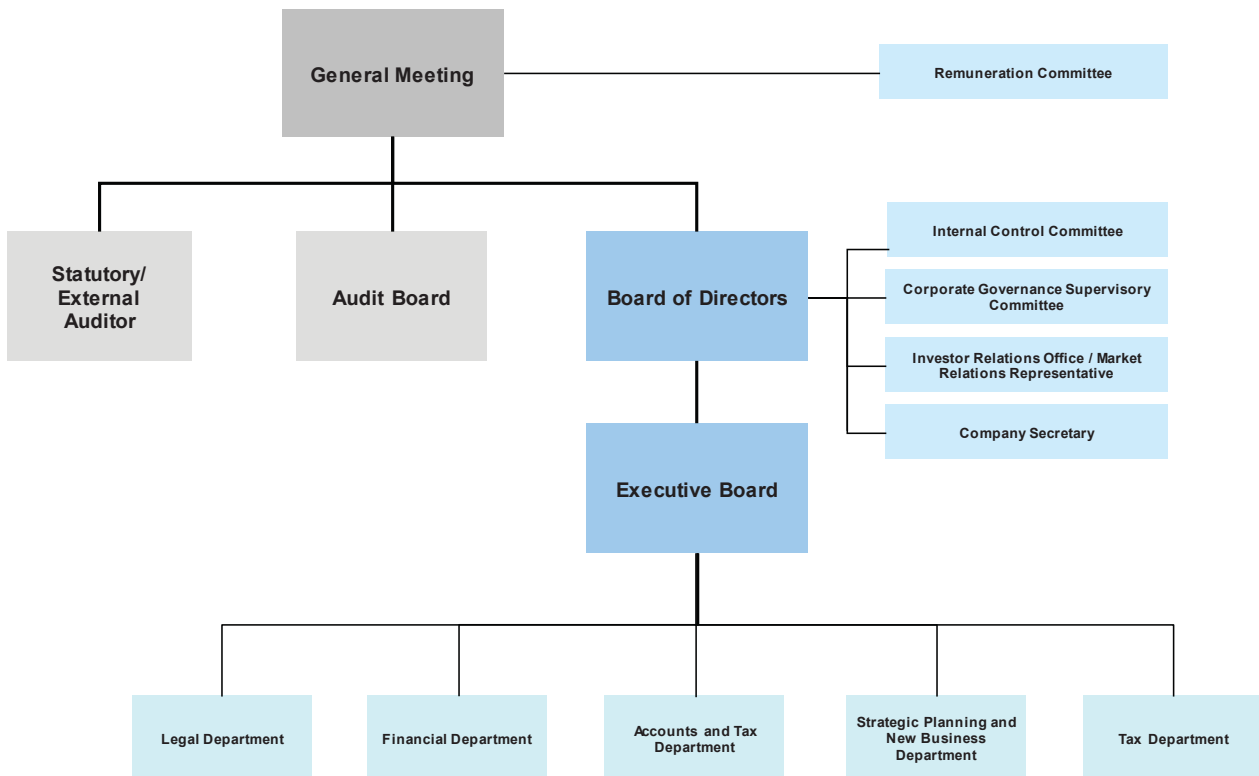 General Meeting
Remuneration Committee
Statutory/
External
Auditor
Audit Board
Board of Directors
Internal Control Committee
Corporate Governance Supervisory
Committee
Investor Relations Office / Market
Relations Representative
Company Secretary
Executive Board
Legal Department
Financial Department
Accounts and Tax
Department
Strategic Planning and
New Business
Department
Tax Department